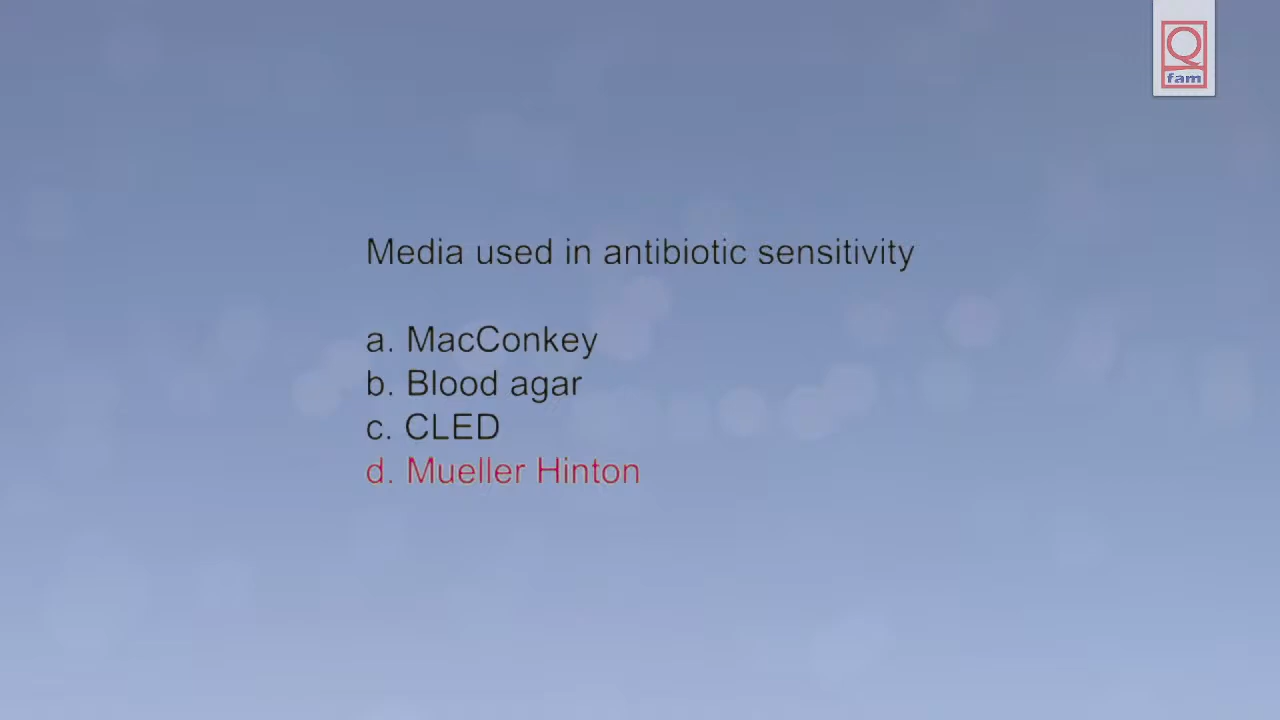 Q
fam
Media used in antibiotic sensitivity
a. MacConkey
b. Blood agar
c. CLED
d. Mueller Hinton